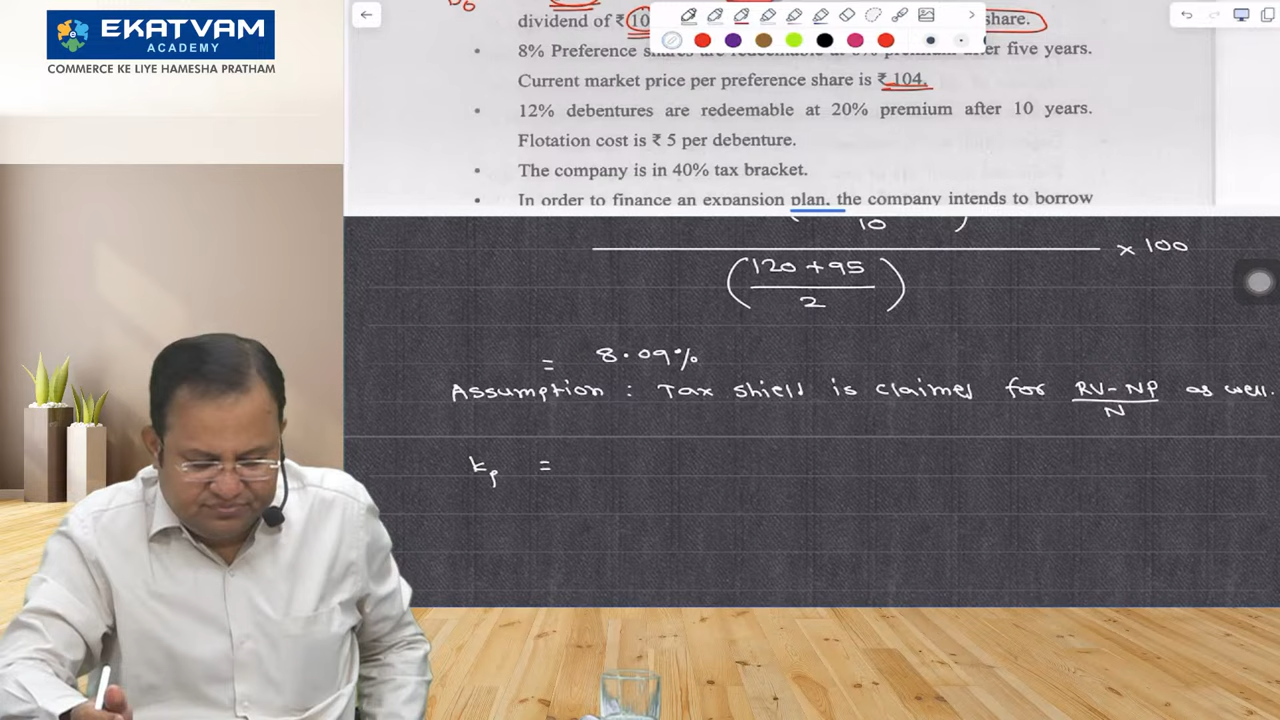 EKATVAM
ACADEMY
COMMERCE KE LIYE HAMESHA PRATHAM
dividend of ₹ 10 share.
• 8% Preference shares are redeemable at premium after five years.
Current market price per preference share is ₹ 104.
• 12% debentures are redeemable at 20% premium after 10 years.
Flotation cost is ₹ 5 per debenture.
• The company is in 40% tax bracket.
• In order to finance an expansion plan, the company intends to borrow
10
(120 + 95 / 2) × 100
= 8.09%
Assumption : Tax shield is claimed for RV - NP / N as well.
Kp =